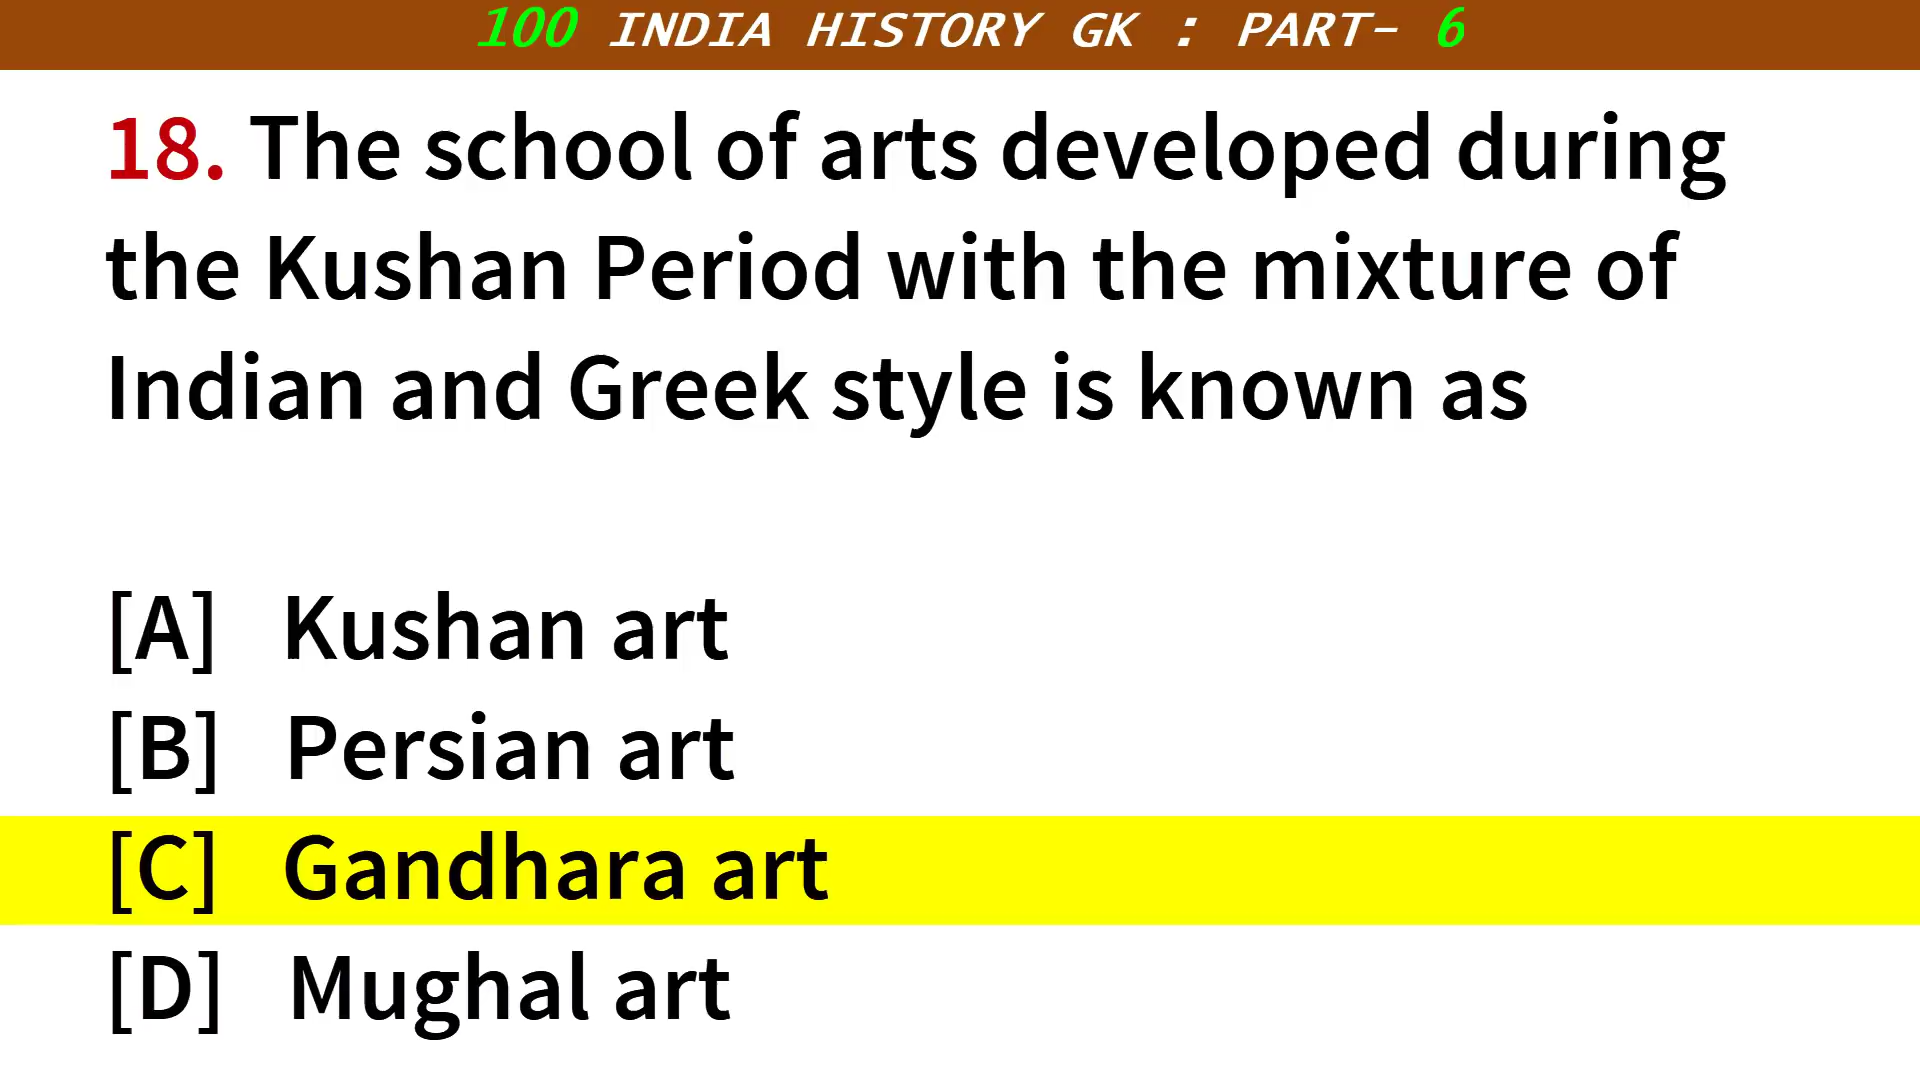 100 INDIA HISTORY GK : PART- 6
18. The school of arts developed during
the Kushan Period with the mixture of
Indian and Greek style is known as
[A] Kushan art
[B] Persian art
[C] Gandhara art
[D] Mughal art